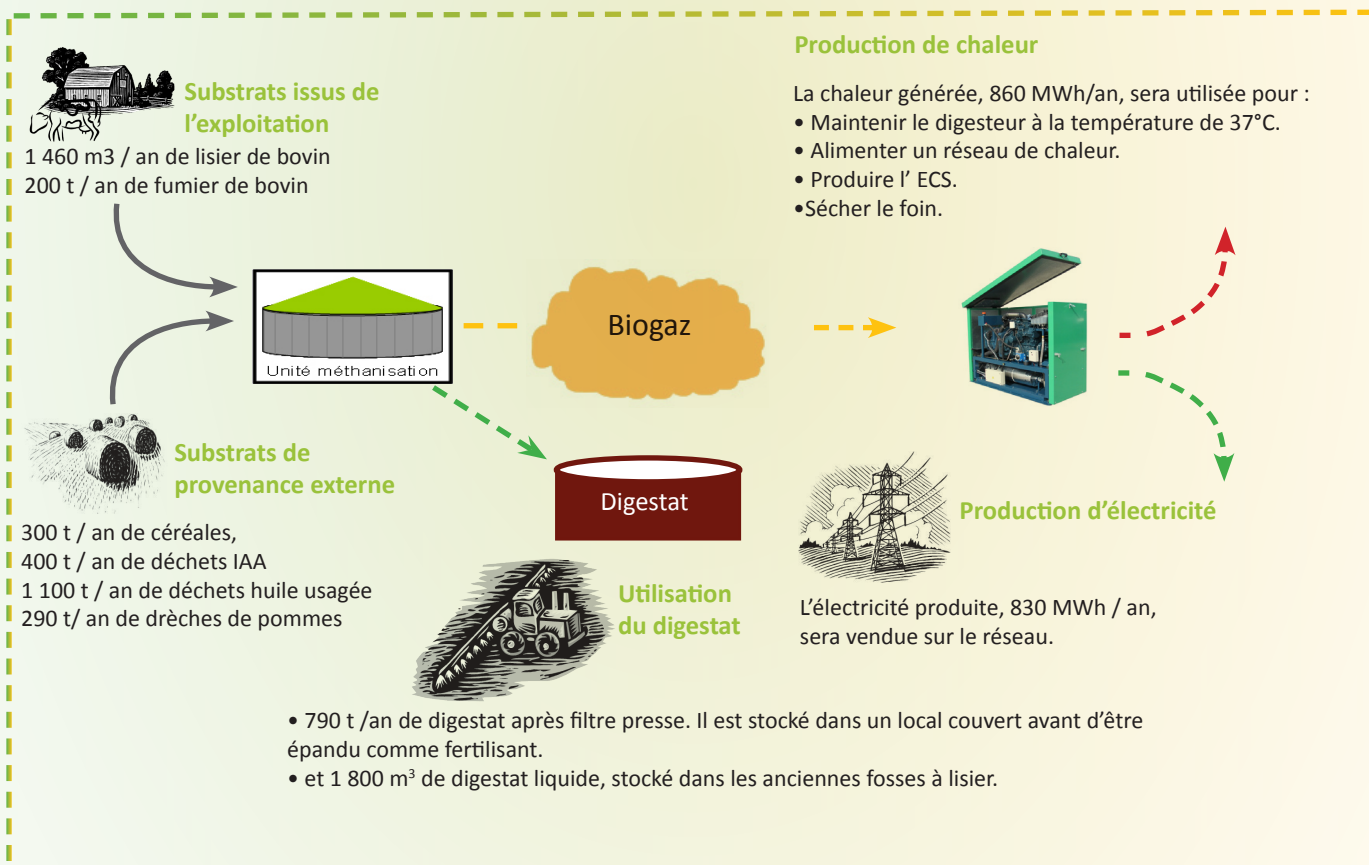 Substrats issus de
l'exploitation
1 460 m3 / an de lisier de bovin
200 t / an de fumier de bovin
Production de chaleur
La chaleur générée, 860 MWh/an, sera utilisée pour :
• Maintenir le digesteur à la température de 37°C.
• Alimenter un réseau de chaleur.
• Produire l' ECS.
•Sécher le foin.
Unité méthanisation
Biogaz
Substrats de
provenance externe
300 t / an de céréales,
400 t / an de déchets IAA
1 100 t / an de déchets huile usagée
290 t/ an de drèches de pommes
Digestat
Utilisation
du digestat
Production d'électricité
L'électricité produite, 830 MWh / an,
sera vendue sur le réseau.
• 790 t /an de digestat après filtre presse. Il est stocké dans un local couvert avant d'être
épandu comme fertilisant.
• et 1 800 m³ de digestat liquide, stocké dans les anciennes fosses à lisier.